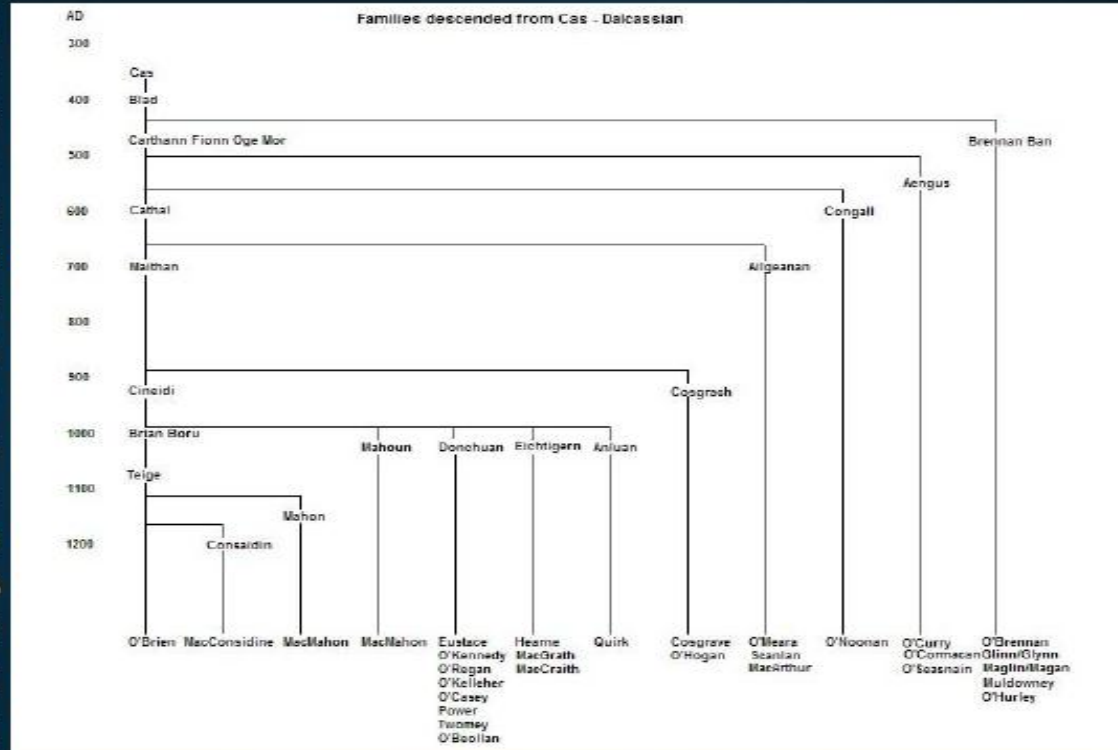 AD
Families descended from Cas - Dalcassian
300
Cas
400
Blad
Carthann Fionn Oge Mor
Brennan Ban
500
Aengus
600
Cathal
Congall
700
Maithan
Ailgeanan
800
900
Cineidi
Cosgrach
1000
Brian Boru
Mahoun
Donchuan
Eichtigern
Anluan
Teige
1100
Mahon
1200
Consaidin
O'Brien MacConsidine MacMahon MacMahon Eustace Hearne Quirk Cosgrave O'Meara O'Noonan O'Curry O'Brennan
O'Kennedy MacGrath O'Hogan Scanlan O'Cormacan Glinn/Glynn
O'Regan MacCraith MacArthur O'Seasnain Maglin/Magan
O'Kelleher Muldowney
O'Casey O'Hurley
Power
Twomey
O'Beollan